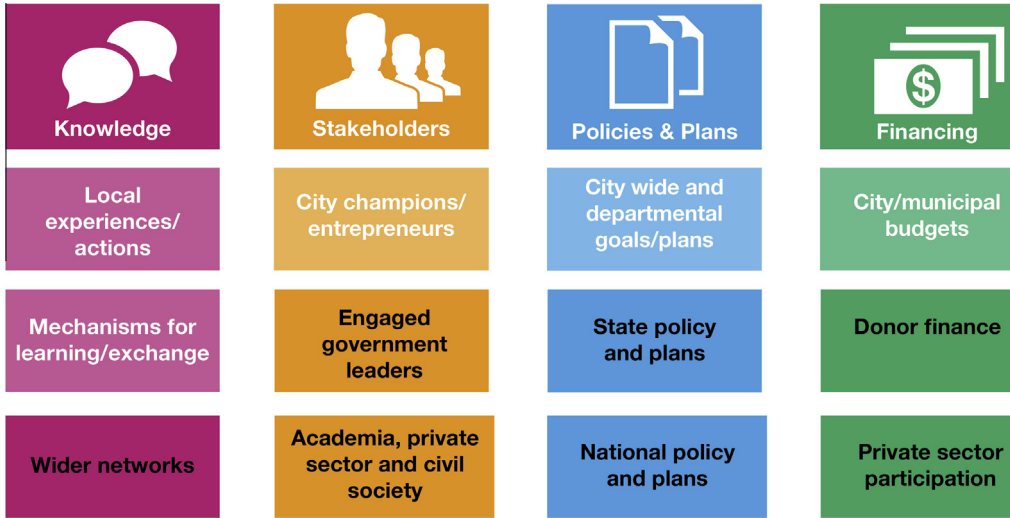 Knowledge
Stakeholders
Policies & Plans
$
Financing
Local
experiences/
actions
City champions/
entrepreneurs
City wide and
departmental
goals/plans
City/municipal
budgets
Mechanisms for
learning/exchange
Engaged
government
leaders
State policy
and plans
Donor finance
Wider networks
Academia, private
sector and civil
society
National policy
and plans
Private sector
participation